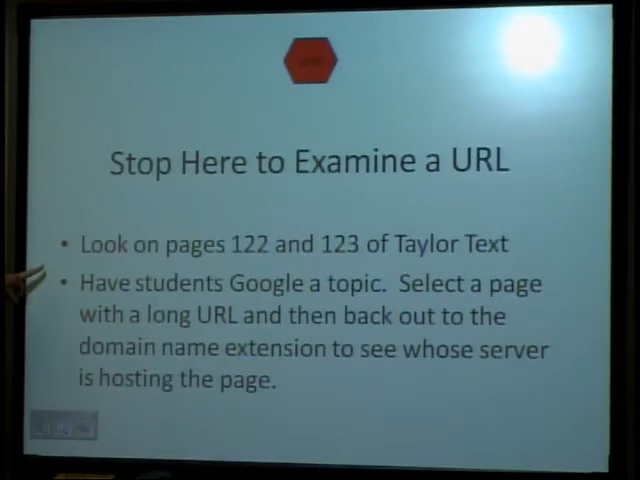 Stop Here to Examine a URL
• Look on pages 122 and 123 of Taylor Text
• Have students Google a topic.  Select a page
with a long URL and then back out to the
domain name extension to see whose server
is hosting the page.